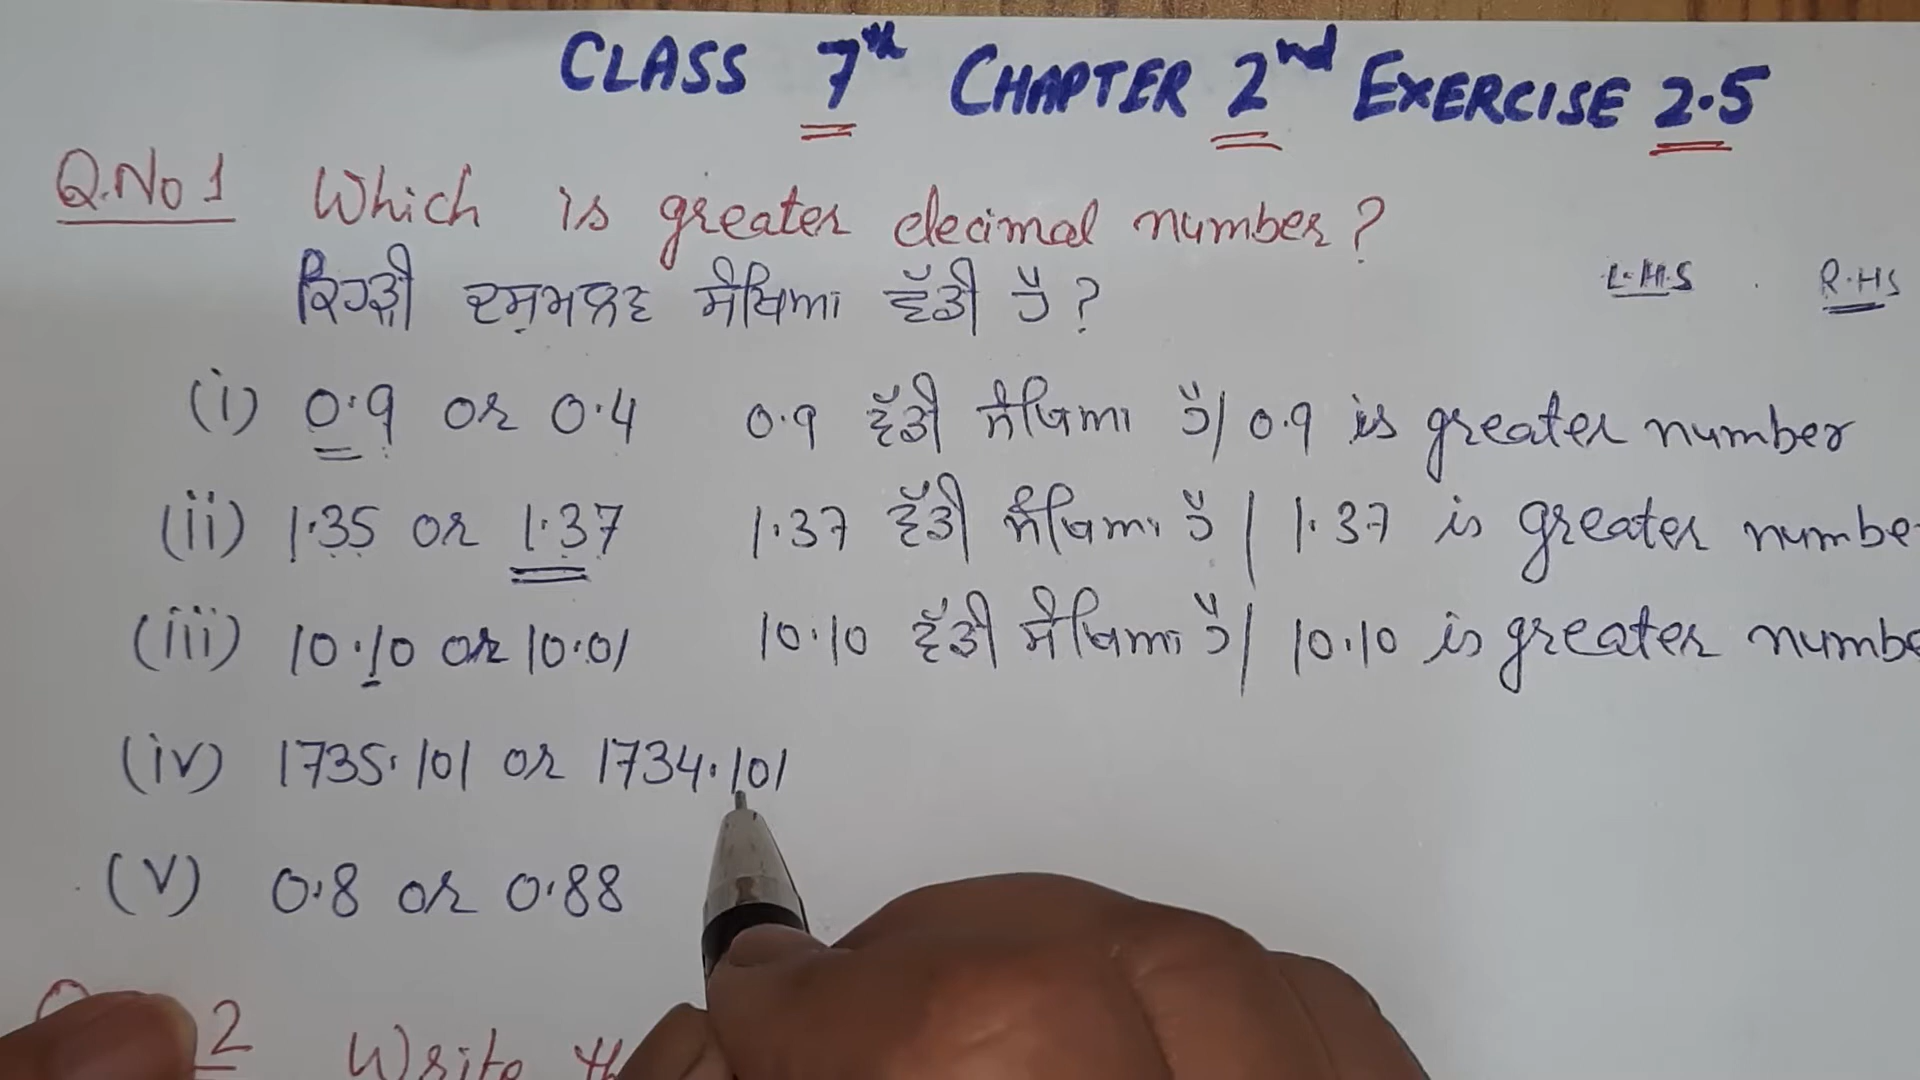 CLASS 7th CHAPTER 2nd EXERCISE 2.5
Q.No 1 Which is greater decimal number?
ਕਿਹੜੀ ਦਸ਼ਮਲਵ ਸੰਖਿਆ ਵੱਡੀ ਹੈ?
L.H.S R.HS
(i) 0.9 or 0.4 0.9 ਵੱਡੀ ਸੰਖਿਆ ਹੈ/ 0.9 is greater number
(ii) 1.35 or 1.37 1.37 ਵੱਡੀ ਸੰਖਿਆ ਹੈ / 1.37 is greater numbe
(iii) 10.10 or 10.01 10.10 ਵੱਡੀ ਸੰਖਿਆ ਹੈ/ 10.10 is greater numbe
(iv) 1735.101 or 1734.101
(v) 0.8 or 0.88
2 Write th